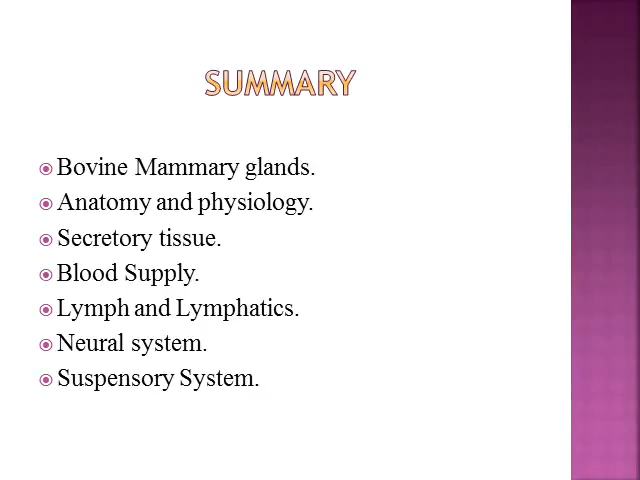 SUMMARY
Bovine Mammary glands.
Anatomy and physiology.
Secretory tissue.
Blood Supply.
Lymph and Lymphatics.
Neural system.
Suspensory System.